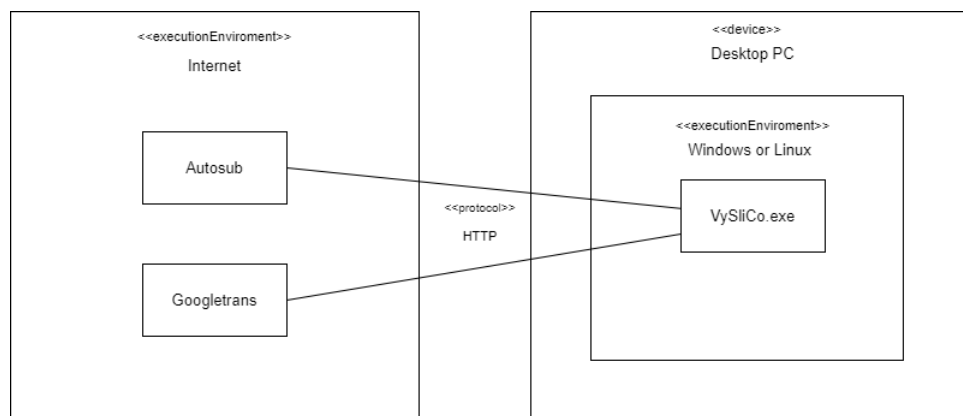 <<executionEnviroment>>
Internet
Autosub
Googletrans
<<protocol>>
HTTP
<<device>>
Desktop PC
<<executionEnviroment>>
Windows or Linux
VySliCo.exe